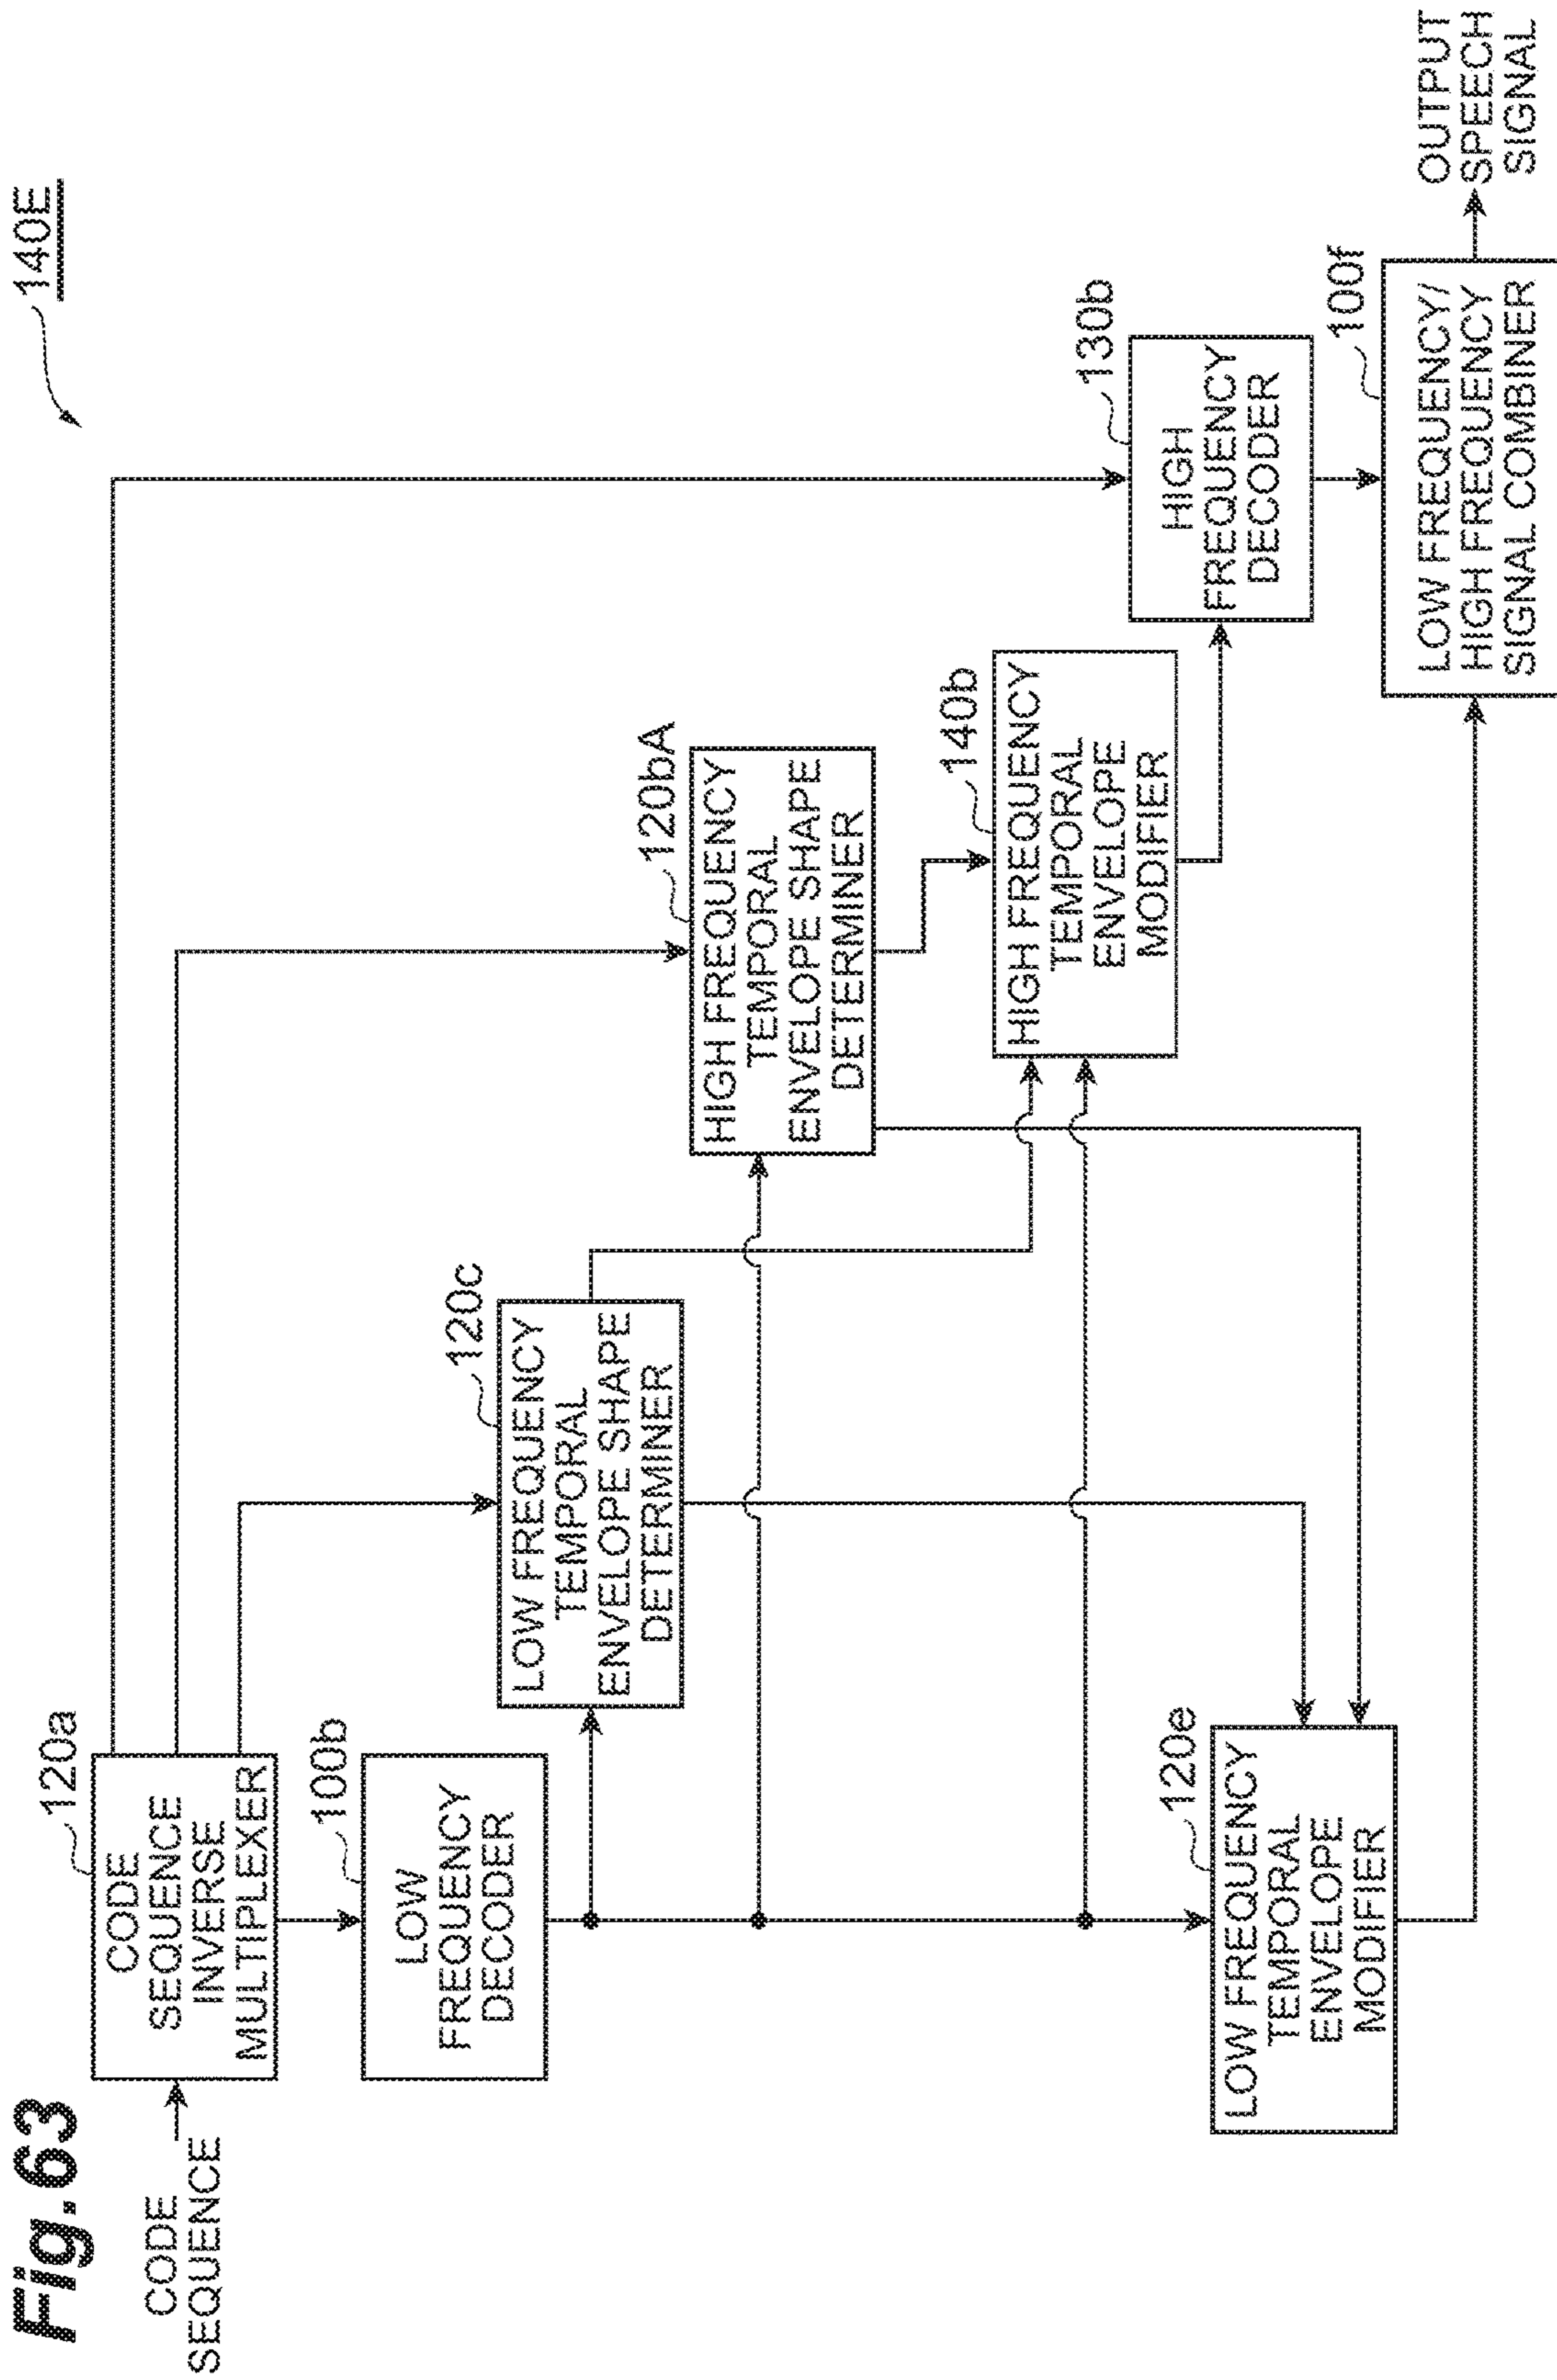 Fig.63
140E
CODE
SEQUENCE
120a
CODE
SEQUENCE
INVERSE
MULTIPLEXER
100b
LOW
FREQUENCY
DECODER
120c
LOW FREQUENCY
TEMPORAL
ENVELOPE SHAPE
DETERMINER
120bA
HIGH FREQUENCY
TEMPORAL
ENVELOPE SHAPE
DETERMINER
140b
HIGH FREQUENCY
TEMPORAL
ENVELOPE
MODIFIER
130b
HIGH
FREQUENCY
DECODER
120e
LOW FREQUENCY
TEMPORAL
ENVELOPE
MODIFIER
100f
LOW FREQUENCY/
HIGH FREQUENCY
SIGNAL COMBINER
OUTPUT
SPEECH
SIGNAL